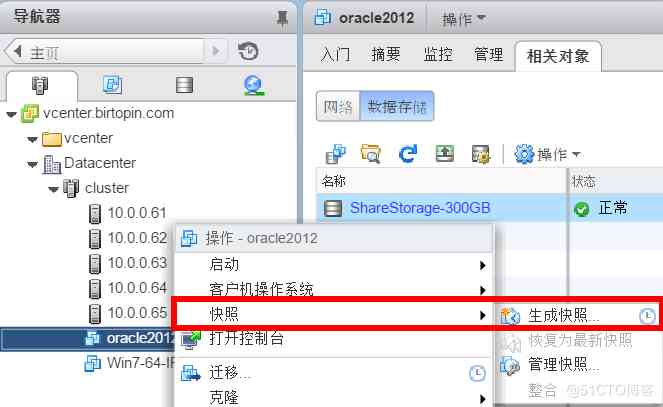 导航器
主页
vcenter.birtopin.com
vcenter
Datacenter
cluster
10.0.0.61
10.0.0.62
10.0.0.63
10.0.0.64
10.0.0.65
oracle2012
Win7-64-IF
oracle2012 操作
入门 摘要 监控 管理 相关对象
网络 数据存储
操作
名称 状态
ShareStorage-300GB 正常
操作 - oracle2012
启动
客户机操作系统
快照
打开控制台
迁移...
克隆
生成快照...
恢复为最新快照
管理快照...
整合
@51CTO博客